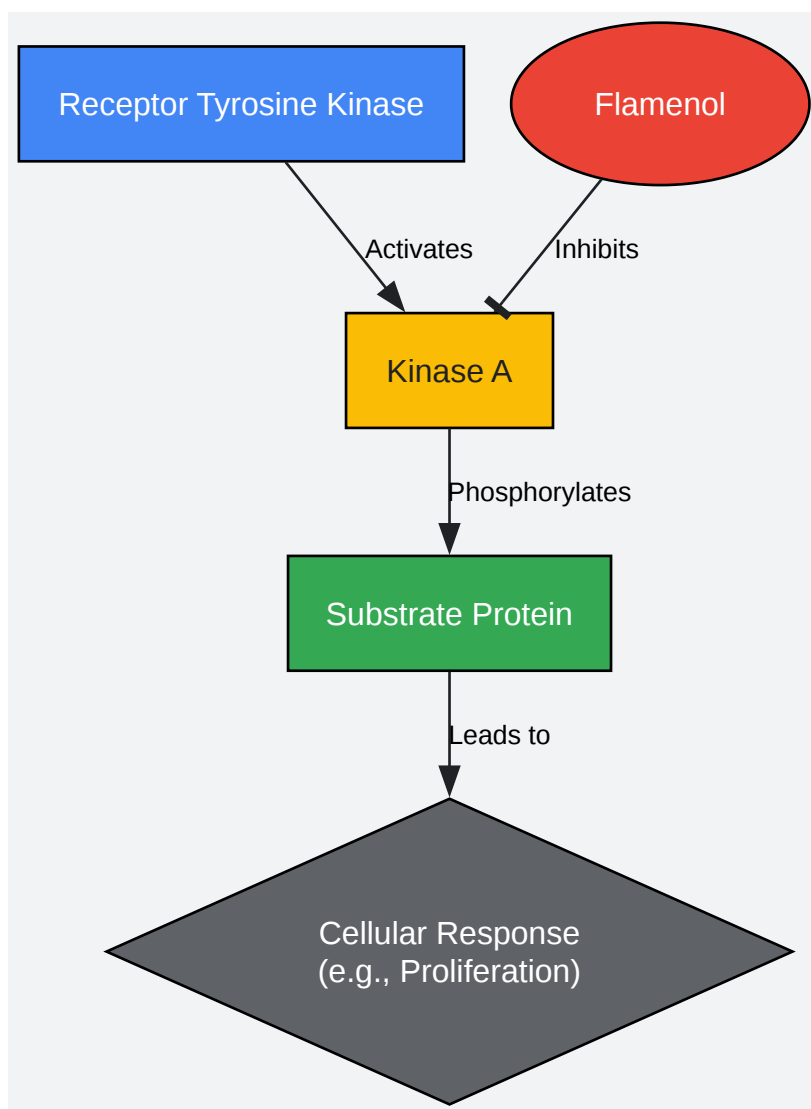 Receptor Tyrosine Kinase
Flamenol
Activates
Inhibits
Kinase A
Phosphorylates
Substrate Protein
Leads to
Cellular Response
(e.g., Proliferation)